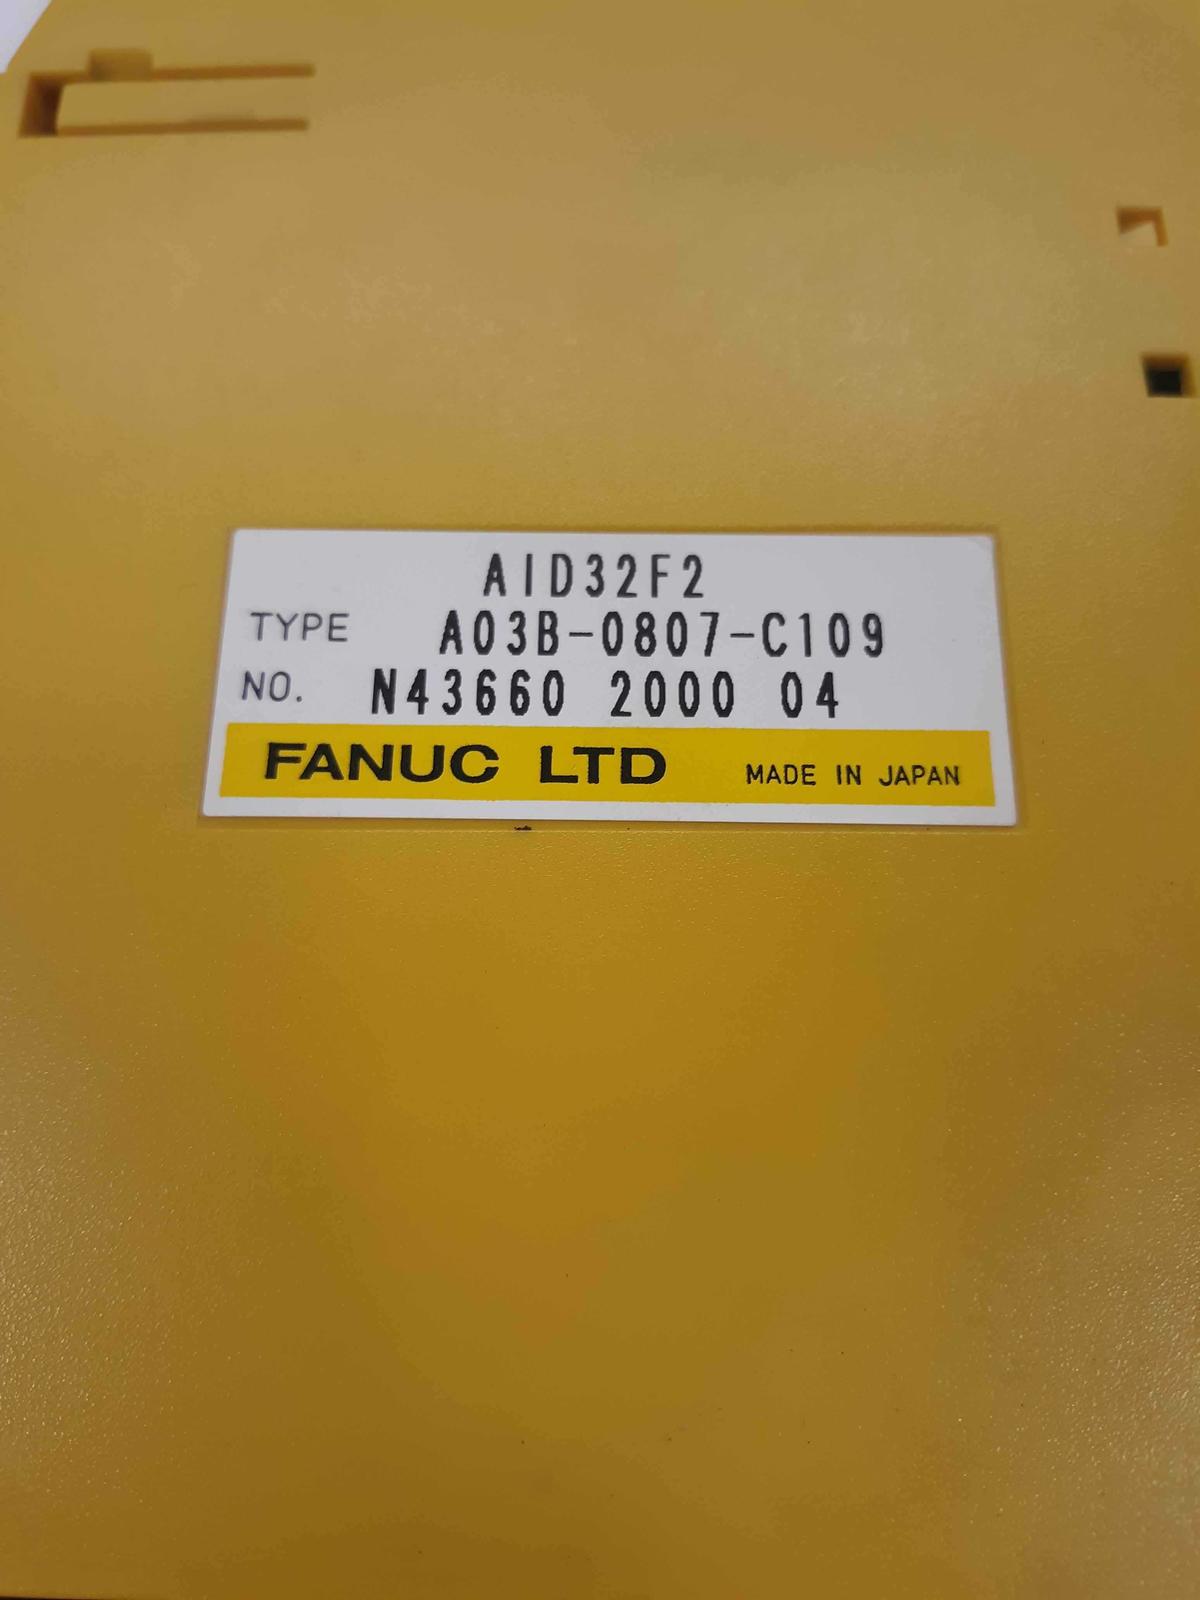 AID32F2
TYPE A03B-0807-C109
NO. N43660 2000 04
FANUC LTD MADE IN JAPAN